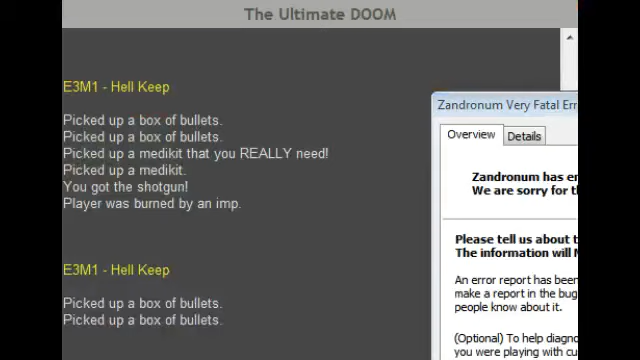 The Ultimate DOOM
E3M1 - Hell Keep
Picked up a box of bullets.
Picked up a box of bullets.
Picked up a medikit that you REALLY need!
Picked up a medikit.
You got the shotgun!
Player was burned by an imp.
E3M1 - Hell Keep
Picked up a box of bullets.
Picked up a box of bullets.
Zandronum Very Fatal Err
Overview
Details
Zandronum has
We are sorry for
Please tell us about
The information will
An error report has been
make a report in the bug
people know about it.
(Optional) To help
you were playing with